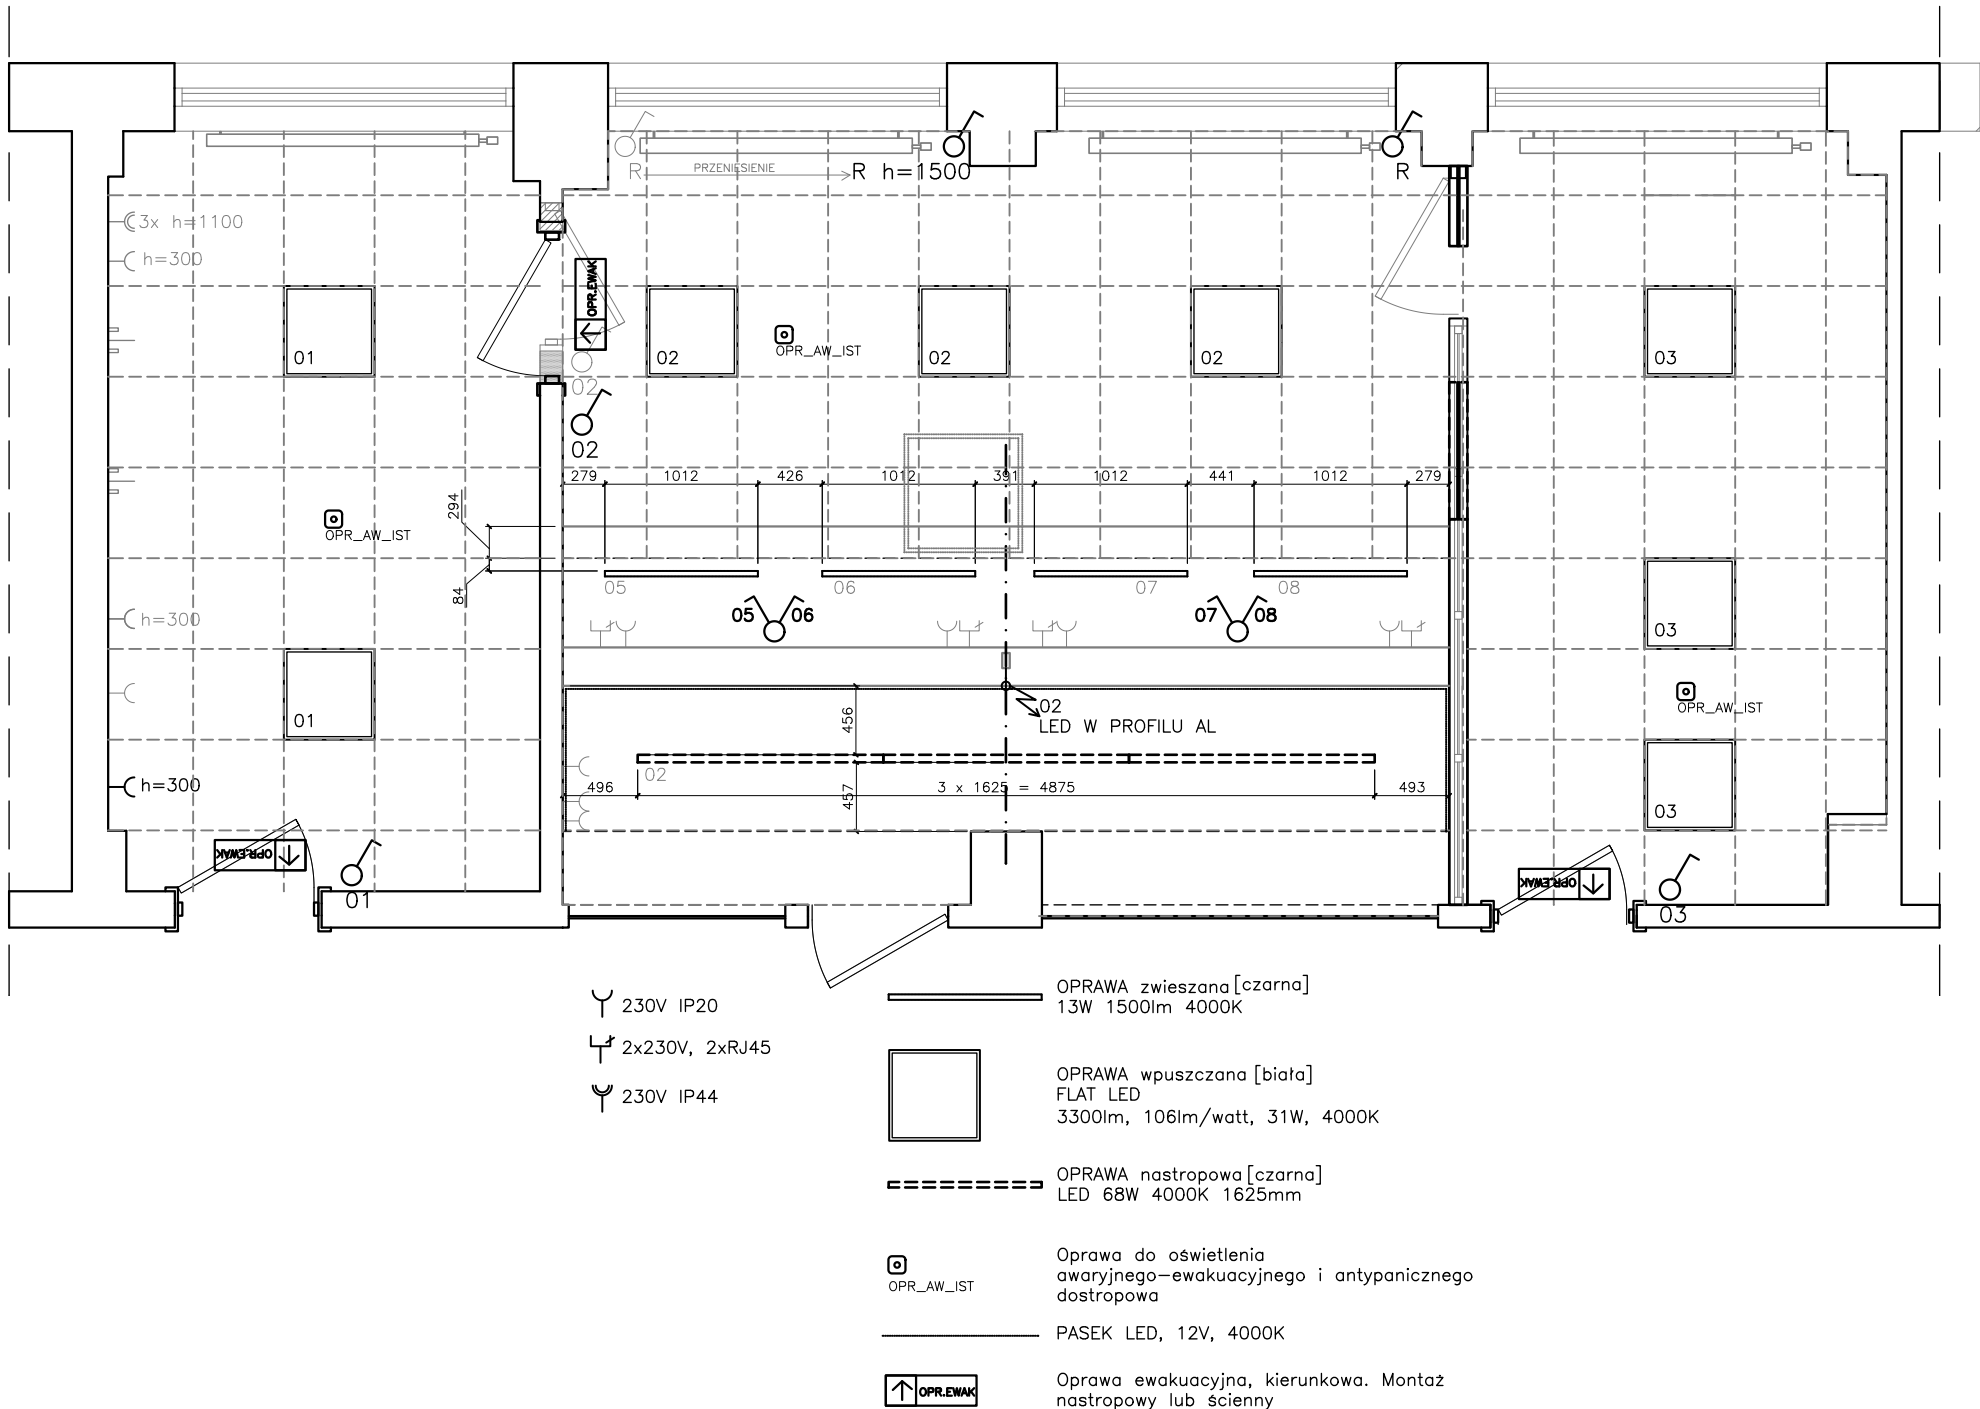 R
PRZENIESIENIE
R h=1500
R
3x h=1100
h=300
OPR.EWAK
01
02
02
02
03
OPR_AW_IST
02
02
279
1012
426
1012
391
1012
441
1012
279
294
OPR_AW_IST
84
05
06
07
08
05
06
07
08
h=300
03
01
456
02
LED W PROFILU AL
OPR_AW_IST
02
h=300
496
457
3 x 1625 = 4875
493
03
OPR.EWAK
01
OPR.EWAK
03
230V IP20
2x230V, 2xRJ45
230V IP44
OPRAWA zwieszana [czarna]
13W 1500lm 4000K
OPRAWA wpuszczana [biała]
FLAT LED
3300lm, 106lm/watt, 31W, 4000K
OPRAWA nastropowa [czarna]
LED 68W 4000K 1625mm
OPR_AW_IST
Oprawa do oświetlenia
awaryjnego-ewakuacyjnego i antypanicznego
dostropowa
PASEK LED, 12V, 4000K
OPR.EWAK
Oprawa ewakuacyjna, kierunkowa. Montaż
nastropowy lub ścienny